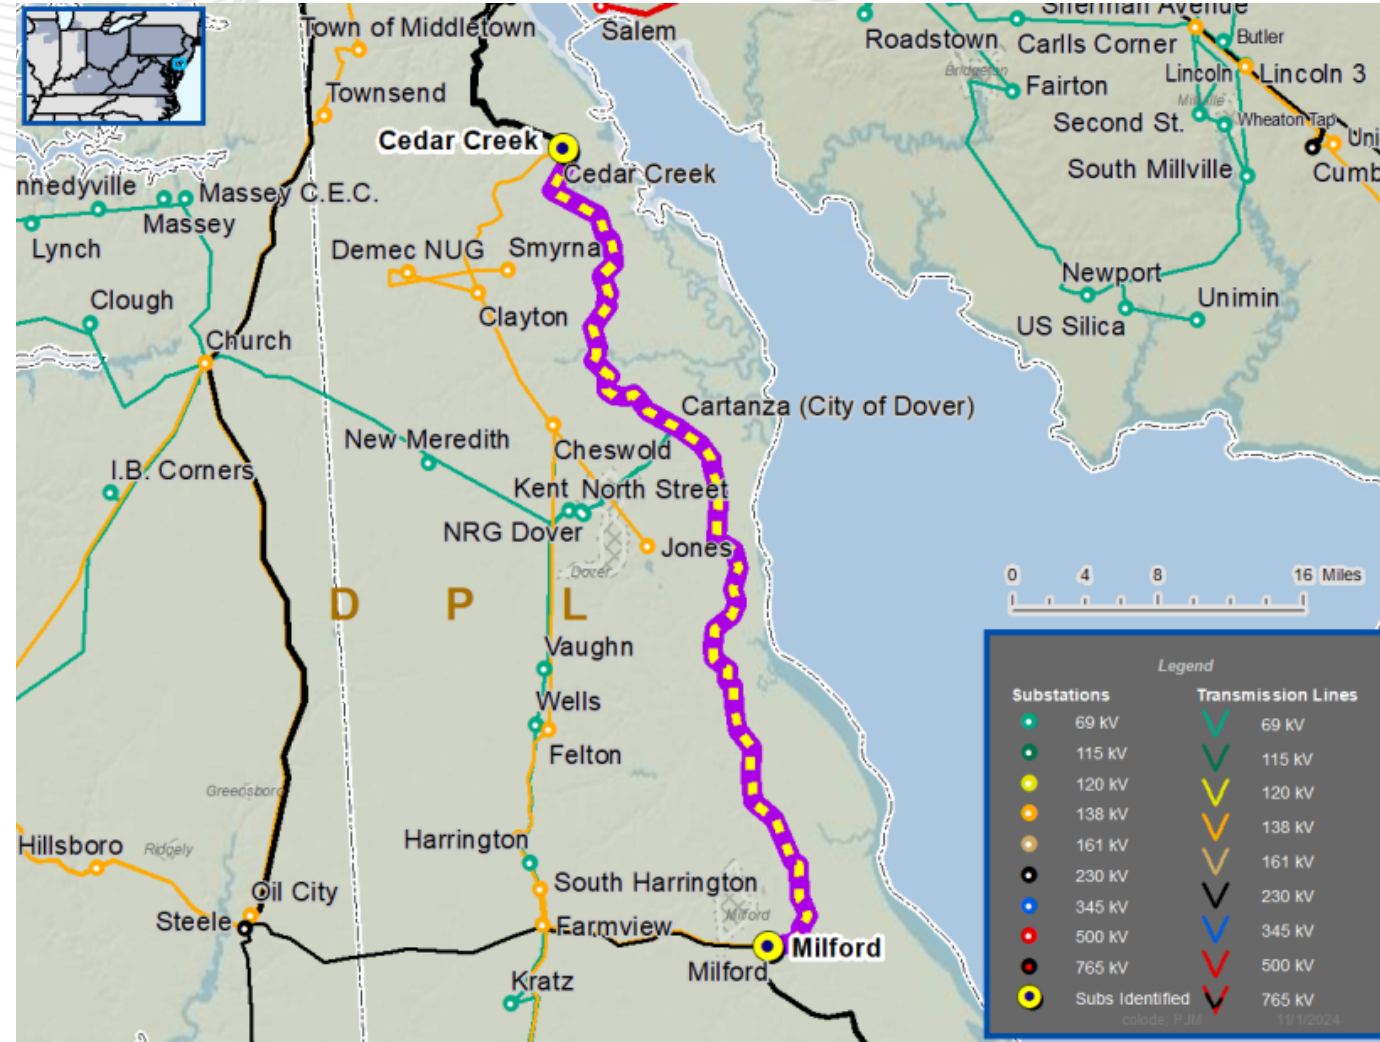 Town of Middletown
Salem
Sherman Avenue
Roadstown
Carlls Corner
Butler
Bridgeton
Lincoln
Lincoln 3
Townsend
Fairton
Millville
Second St.
Wheaton Tap
Uni
Cedar Creek
Cedar Creek
South Millville
Cumb
nnedyville
Massey C.E.C.
Massey
Lynch
Demec NUG
Smyrna
Newport
Clough
Clayton
Unimin
US Silica
Church
Cartanza (City of Dover)
New Meredith
Cheswold
I.B. Corners
Kent
North Street
NRG Dover
Jones
Dover
0 4 8 16 Miles
D P L
Vaughn
Legend
Substations Transmission Lines
69 kV 69 kV
115 kV 115 kV
120 kV 120 kV
138 kV 138 kV
161 kV 161 kV
230 kV 230 kV
345 kV 345 kV
500 kV 500 kV
765 kV 765 kV
Subs Identified
colode, PJM 11/1/2024
Wells
Felton
Greensboro
Harrington
Hillsboro
Ridgely
Oil City
South Harrington
Milford
Steele
Farmview
Milford
Milford
Kratz